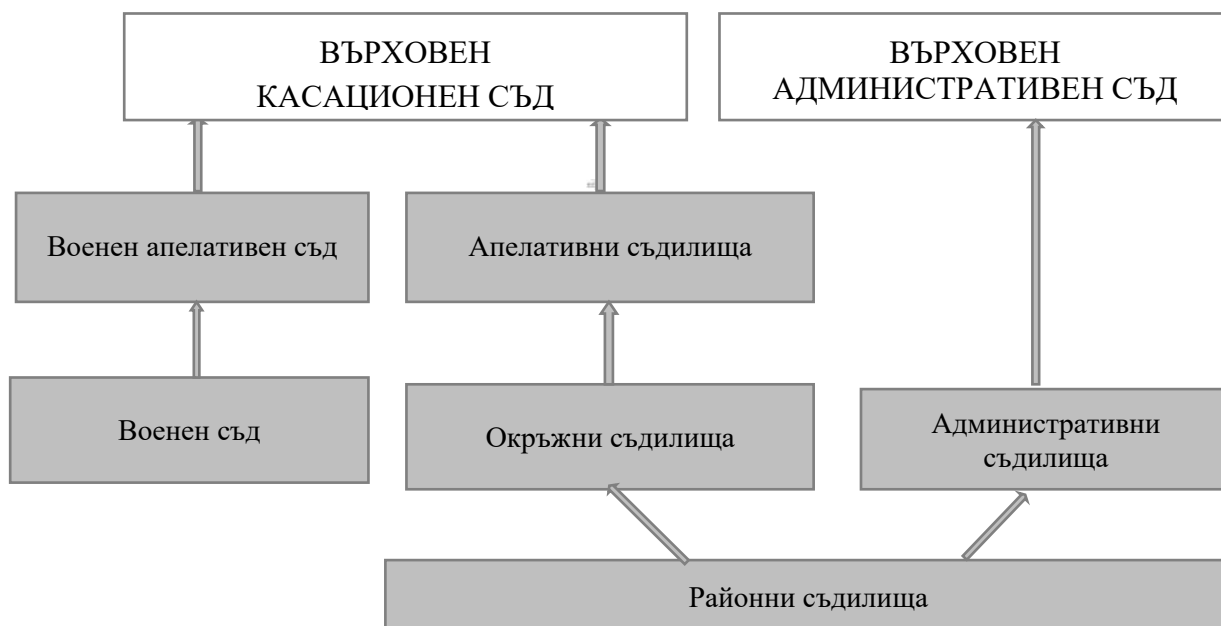 ВЪРХОВЕН
КАСАЦИОНЕН СЪД
ВЪРХОВЕН
АДМИНИСТРАТИВЕН СЪД
Военен апелативен съд
Апелативни съдилища
Военен съд
Окръжни съдилища
Административни
съдилища
Районни съдилища